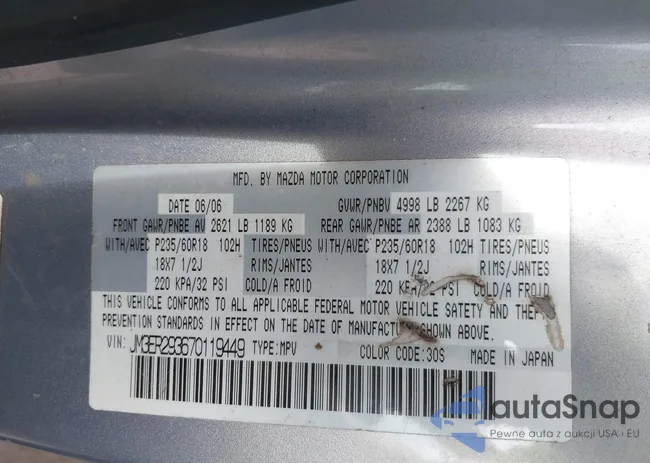 MFD. BY MAZDA MOTOR CORPORATION
DATE 06/06 GVWR/PNBV 4998 LB 2267 KG
FRONT GAWR/PNBE AV 2621 LB 1189 KG REAR GAWR/PNBE AR 2388 LB 1083 KG
WITH/AVEC P235/60R18 102H TIRES/PNEUS WITH/AVEC P235/60R18 102H TIRES/PNEUS
18X7 1/2J RIMS/JANTES 18X7 1/2J RIMS/JANTES
220 KPA/32 PSI COLD/A FROID 220 KPA/32 PSI COLD/A FROID
THIS VEHICLE CONFORMS TO ALL APPLICABLE FEDERAL MOTOR VEHICLE SAFETY AND THEFT
PREVENTION STANDARDS IN EFFECT ON THE DATE OF MANUFACTURE SHOWN ABOVE.
VIN: JM3ER293670119449 TYPE:MPV COLOR CODE:30S MADE IN JAPAN
autaSnap
Pewne auta z aukcji USA i EU